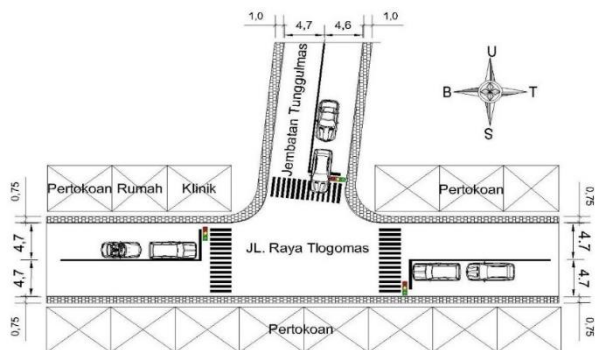 1,0
4,7
4,6
1,0
Jembatan Tunggulmas
U
B
T
S
Pertokoan
Rumah
Klinik
Pertokoan
0,75
0,75
4,7
JL. Raya Tlogomas
4.7
4,7
4.7
0,75
0,75
Pertokoan